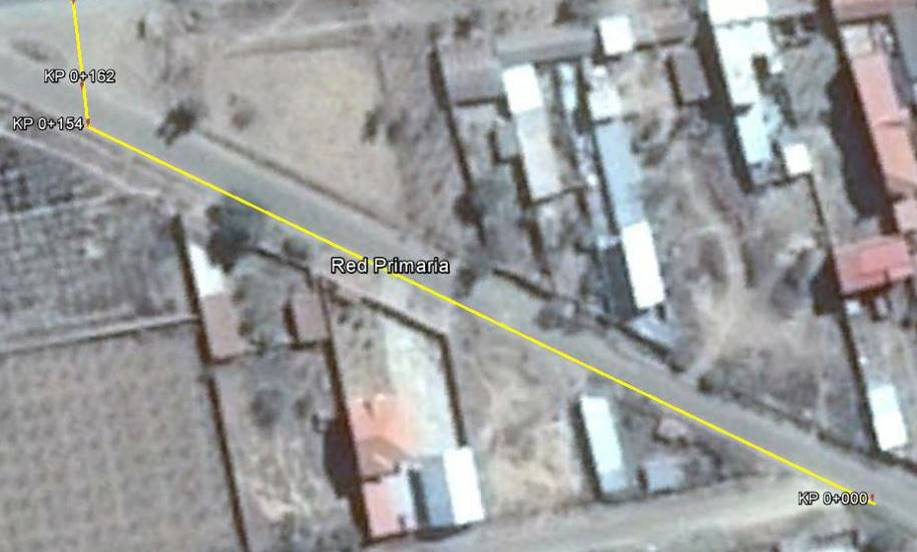 KP 0+162
KP 0+154
Red Primaria
KP 0+000